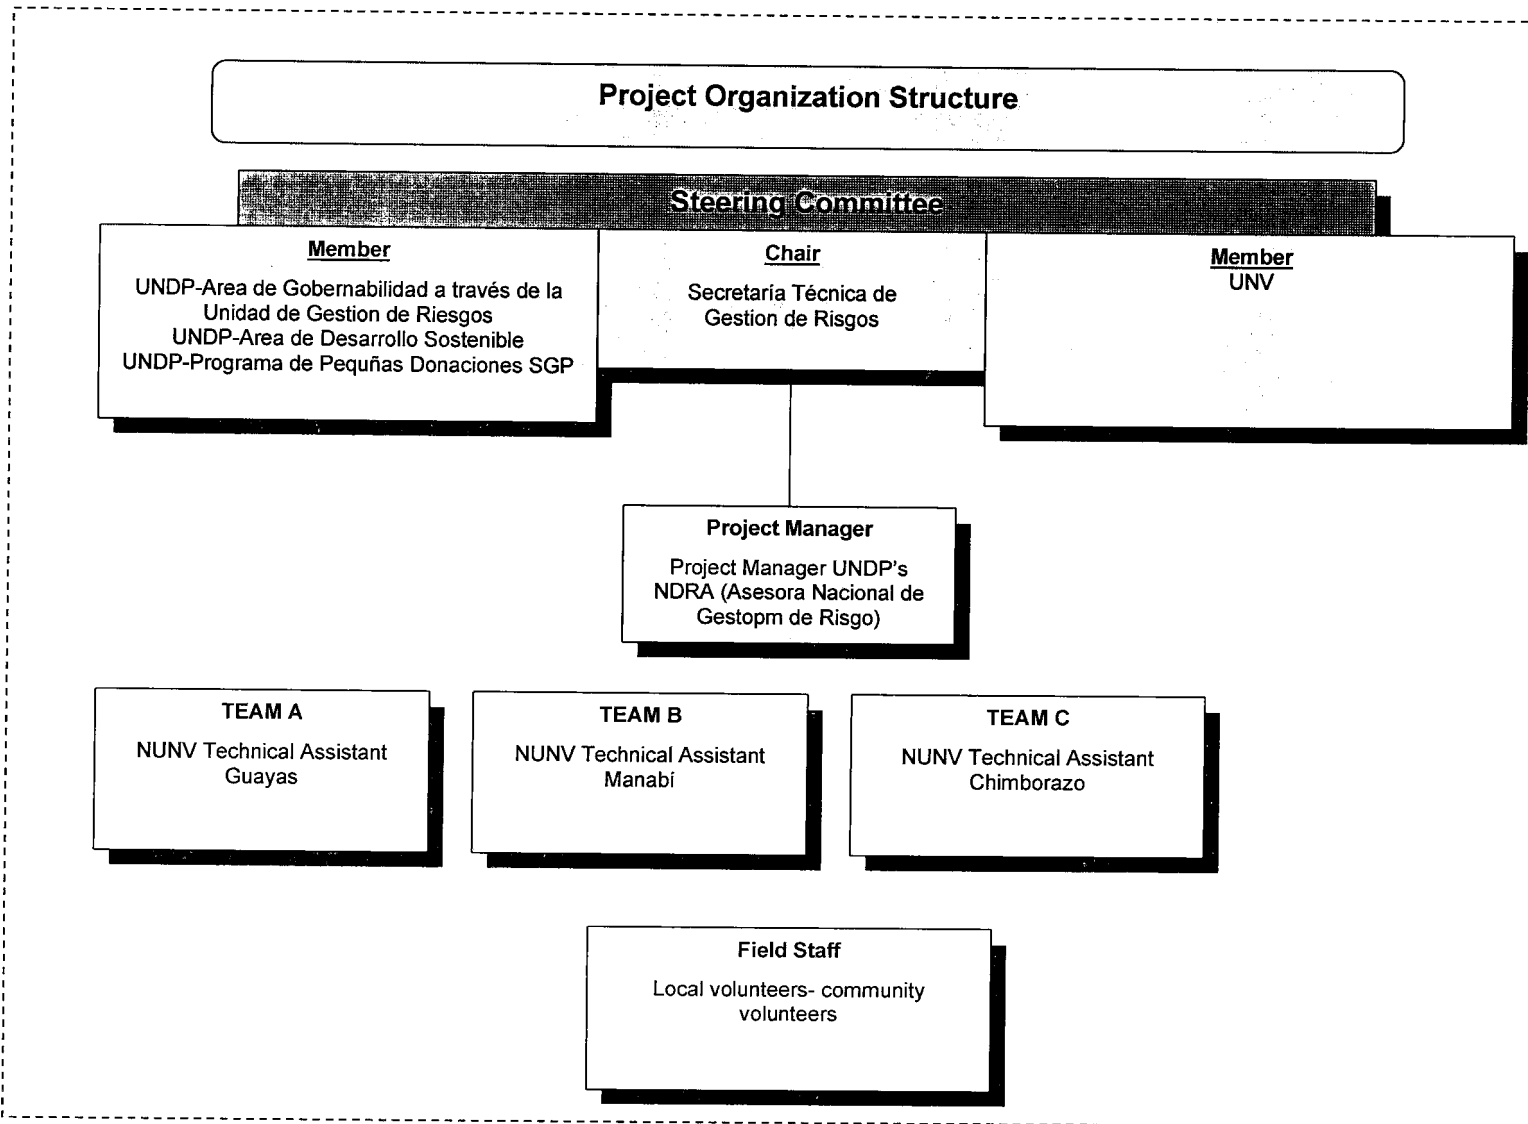 Project Organization Structure
Steering Committee
Member
UNDP-Area de Gobernabilidad a través de la
Unidad de Gestion de Riesgos
UNDP-Area de Desarrollo Sostenible
UNDP-Programa de Pequñas Donaciones SGP
Chair
Secretaría Técnica de
Gestion de Risgos
Member
UNV
Project Manager
Project Manager UNDP's
NDRA (Asesora Nacional de
Gestopm de Risgo)
TEAM A
NUNV Technical Assistant
Guayas
TEAM B
NUNV Technical Assistant
Manabí
TEAM C
NUNV Technical Assistant
Chimborazo
Field Staff
Local volunteers- community
volunteers